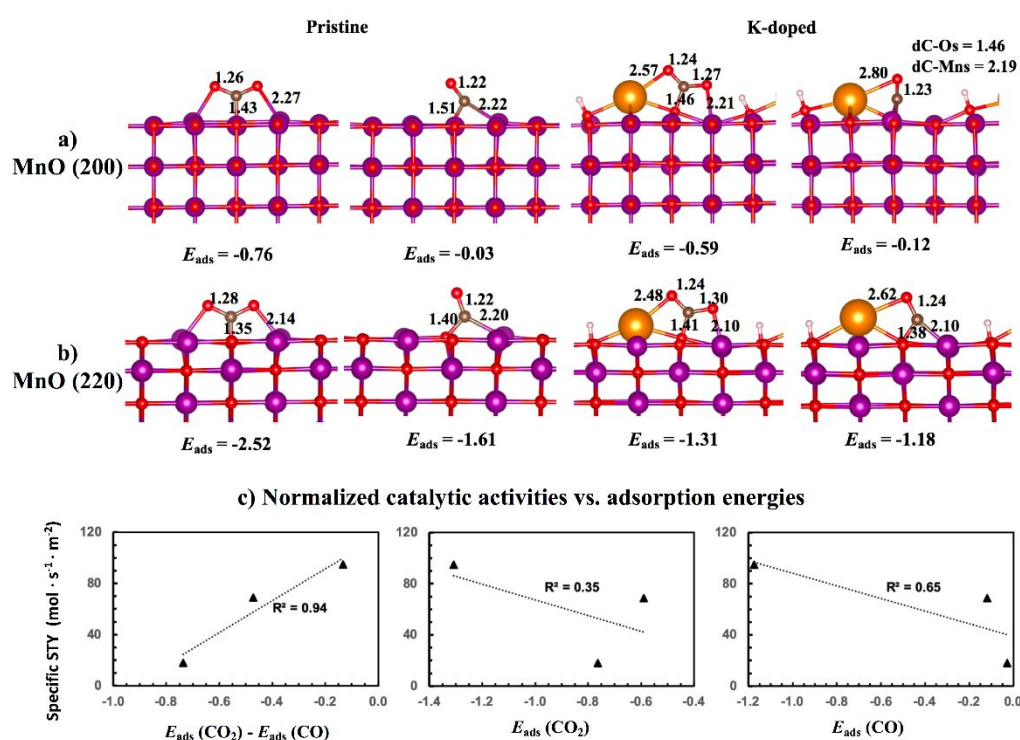 Pristine
K-doped
1.26
1.43
2.27
1.22
1.51
2.22
1.24
2.57
1.27
1.46
2.21
2.80
1.23
dC-Os = 1.46
dC-Mns = 2.19
a)
MnO (200)
Eads = -0.76
Eads = -0.03
Eads = -0.59
Eads = -0.12
1.28
1.35
2.14
1.22
1.40
2.20
1.24
2.48
1.30
1.41
2.10
2.62
1.24
1.38
2.10
b)
MnO (220)
Eads = -2.52
Eads = -1.61
Eads = -1.31
Eads = -1.18
c) Normalized catalytic activities vs. adsorption energies
Specific STY (mol · s⁻¹ · m⁻²)
120
80
40
0
R² = 0.94
-1.0 -0.8 -0.6 -0.4 -0.2 0.0
Eads (CO₂) - Eads (CO)
120
80
40
0
R² = 0.35
-1.4 -1.2 -1.0 -0.8 -0.6 -0.4
Eads (CO₂)
120
80
40
0
R² = 0.65
-1.2 -1.0 -0.8 -0.6 -0.4 -0.2 0.0
Eads (CO)